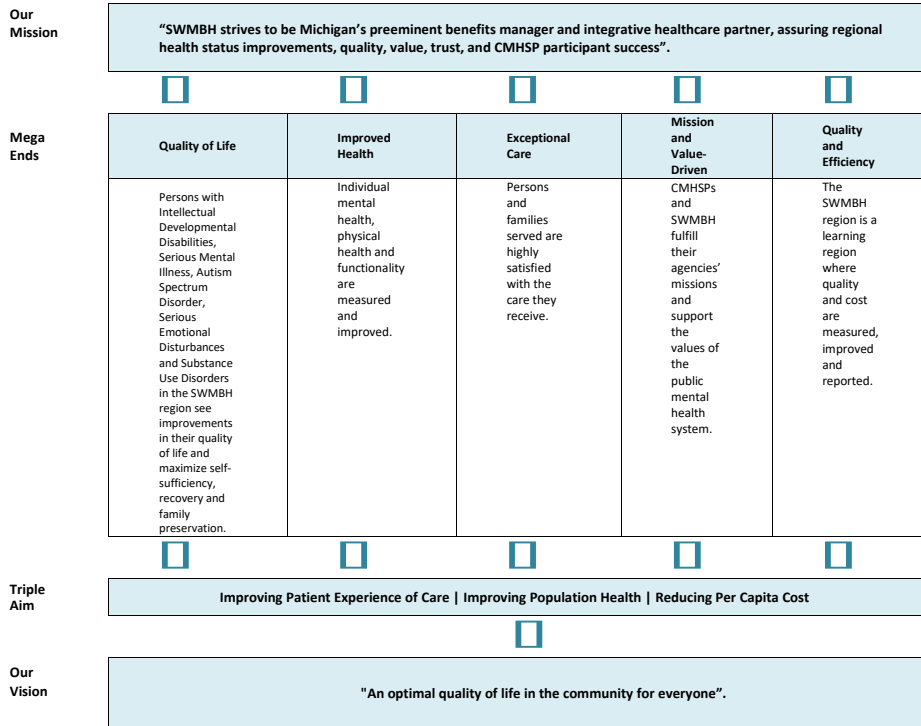 Our
Mission
“SWMBH strives to be Michigan’s preeminent benefits manager and integrative healthcare partner, assuring regional
health status improvements, quality, value, trust, and CMHSP participant success”.
Mega
Ends
Quality of Life
Improved
Health
Exceptional
Care
Mission
and
Value-
Driven
Quality
and
Efficiency
Persons with
Intellectual
Developmental
Disabilities,
Serious Mental
Illness, Autism
Spectrum
Disorder,
Serious
Emotional
Disturbances
and Substance
Use Disorders
in the SWMBH
region see
improvements
in their quality
of life and
maximize self-
sufficiency,
recovery and
family
preservation.
Individual
mental
health,
physical
health and
functionality
are
measured
and
improved.
Persons
and
families
served are
highly
satisfied
with the
care they
receive.
CMHSPs
and
SWMBH
fulfill
their
agencies’
missions
and
support
the
values of
the
public
mental
health
system.
The
SWMBH
region is a
learning
region
where
quality
and cost
are
measured,
improved
and
reported.
Triple
Aim
Improving Patient Experience of Care | Improving Population Health | Reducing Per Capita Cost
Our
Vision
"An optimal quality of life in the community for everyone”.